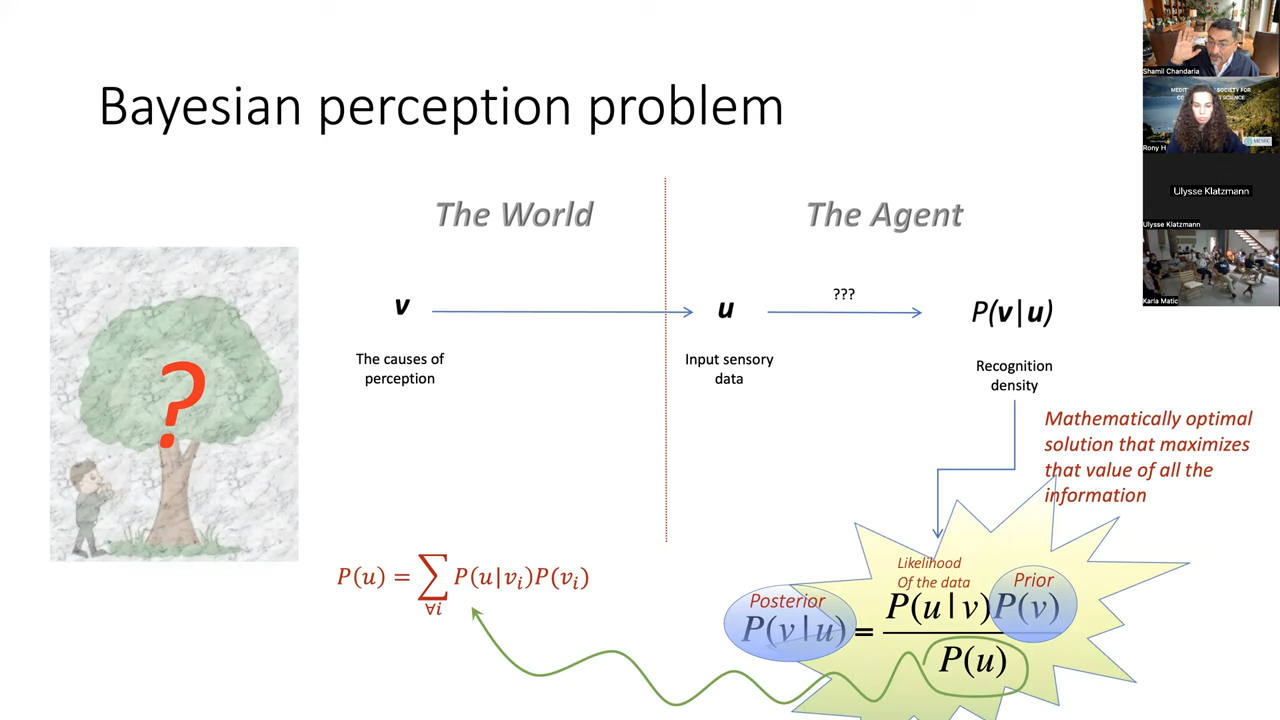 Bayesian perception problem
The World
The Agent
?
v
u
???
P(v|u)
The causes of
perception
Input sensory
data
Recognition
density
Mathematically optimal
solution that maximizes
that value of all the
information
P(u) = ∑ P(u|vᵢ)P(vᵢ)
∀i
Likelihood
Of the data
Prior
Posterior
P(v|u) = P(u|v)P(v)
P(u)
Shamil Chandaria
Rony H
Ulysse Klatzmann
Ulysse Klatzmann
Karla Matic